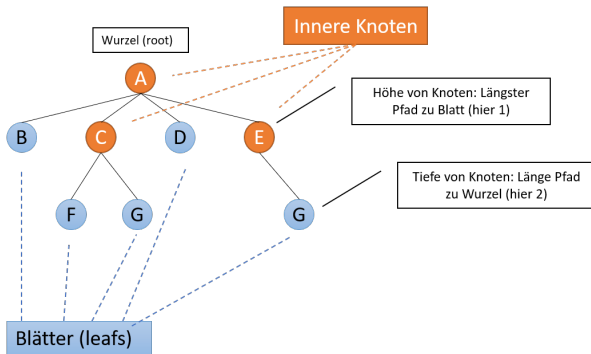 Innere Knoten
Wurzel (root)
A
Höhe von Knoten: Längster
Pfad zu Blatt (hier 1)
B
C
D
E
Tiefe von Knoten: Länge Pfad
zu Wurzel (hier 2)
F
G
G
Blätter (leafs)